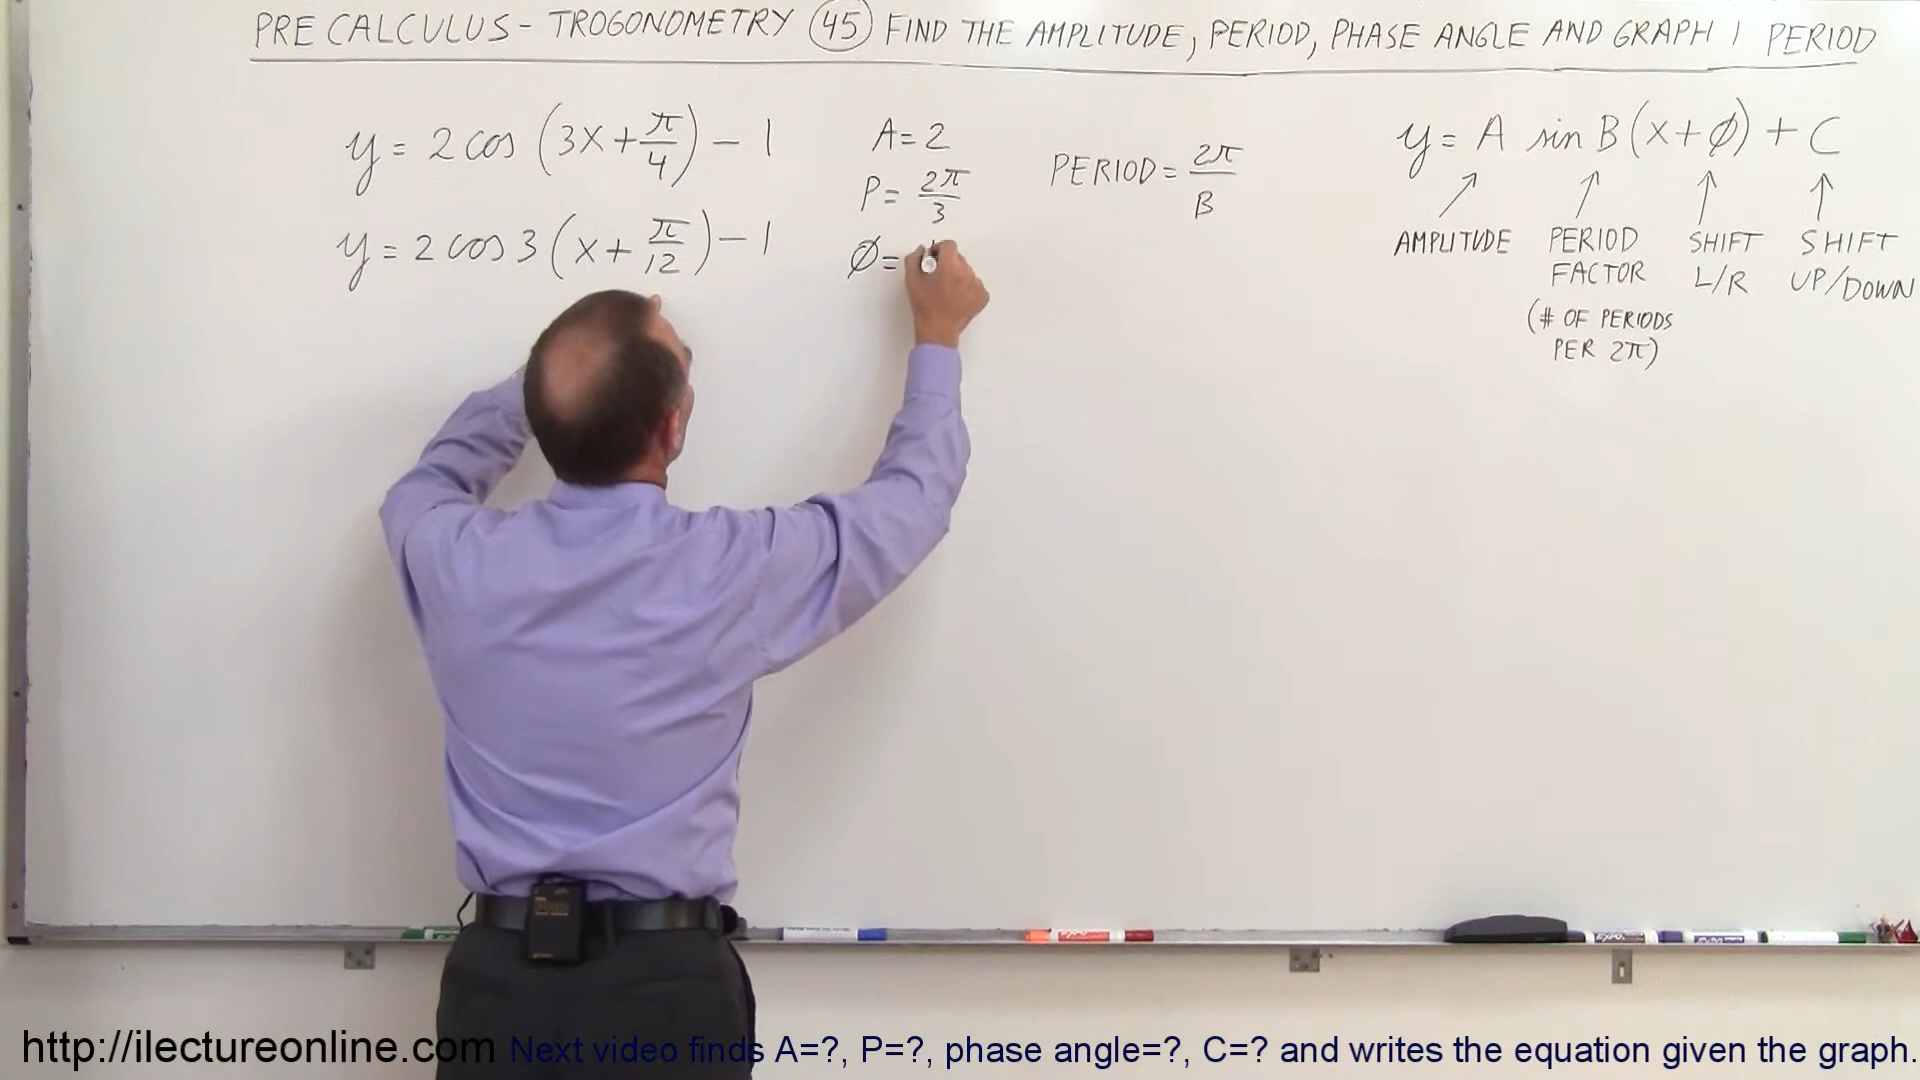 PRE CALCULUS - TROGONOMETRY 45 FIND THE AMPLITUDE, PERIOD, PHASE ANGLE AND GRAPH 1 PERIOD
y = 2 cos (3x + π/4) - 1
y = 2 cos 3 (x + π/12) - 1
A = 2
P = 2π/3
Ø =
PERIOD = 2π/B
y = A sin B (x + Ø) + C
AMPLITUDE
PERIOD FACTOR
(# OF PERIODS
PER 2π)
SHIFT
L/R
SHIFT
UP/DOWN
http://ilectureonline.com Next video finds A=?, P=?, phase angle=?, C=? and writes the equation given the graph.